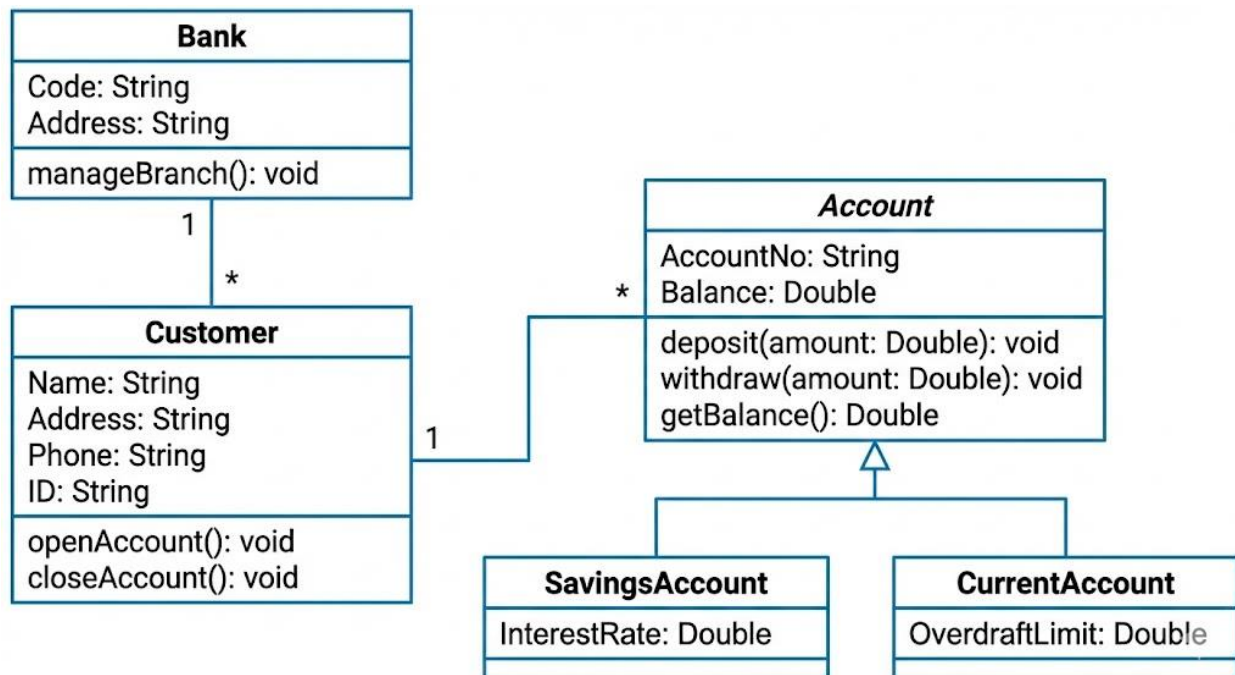 Bank
Code: String
Address: String
manageBranch(): void
1
*
Customer
Name: String
Address: String
Phone: String
ID: String
openAccount(): void
closeAccount(): void
1
*
Account
AccountNo: String
Balance: Double
deposit(amount: Double): void
withdraw(amount: Double): void
getBalance(): Double
SavingsAccount
InterestRate: Double
CurrentAccount
OverdraftLimit: Double